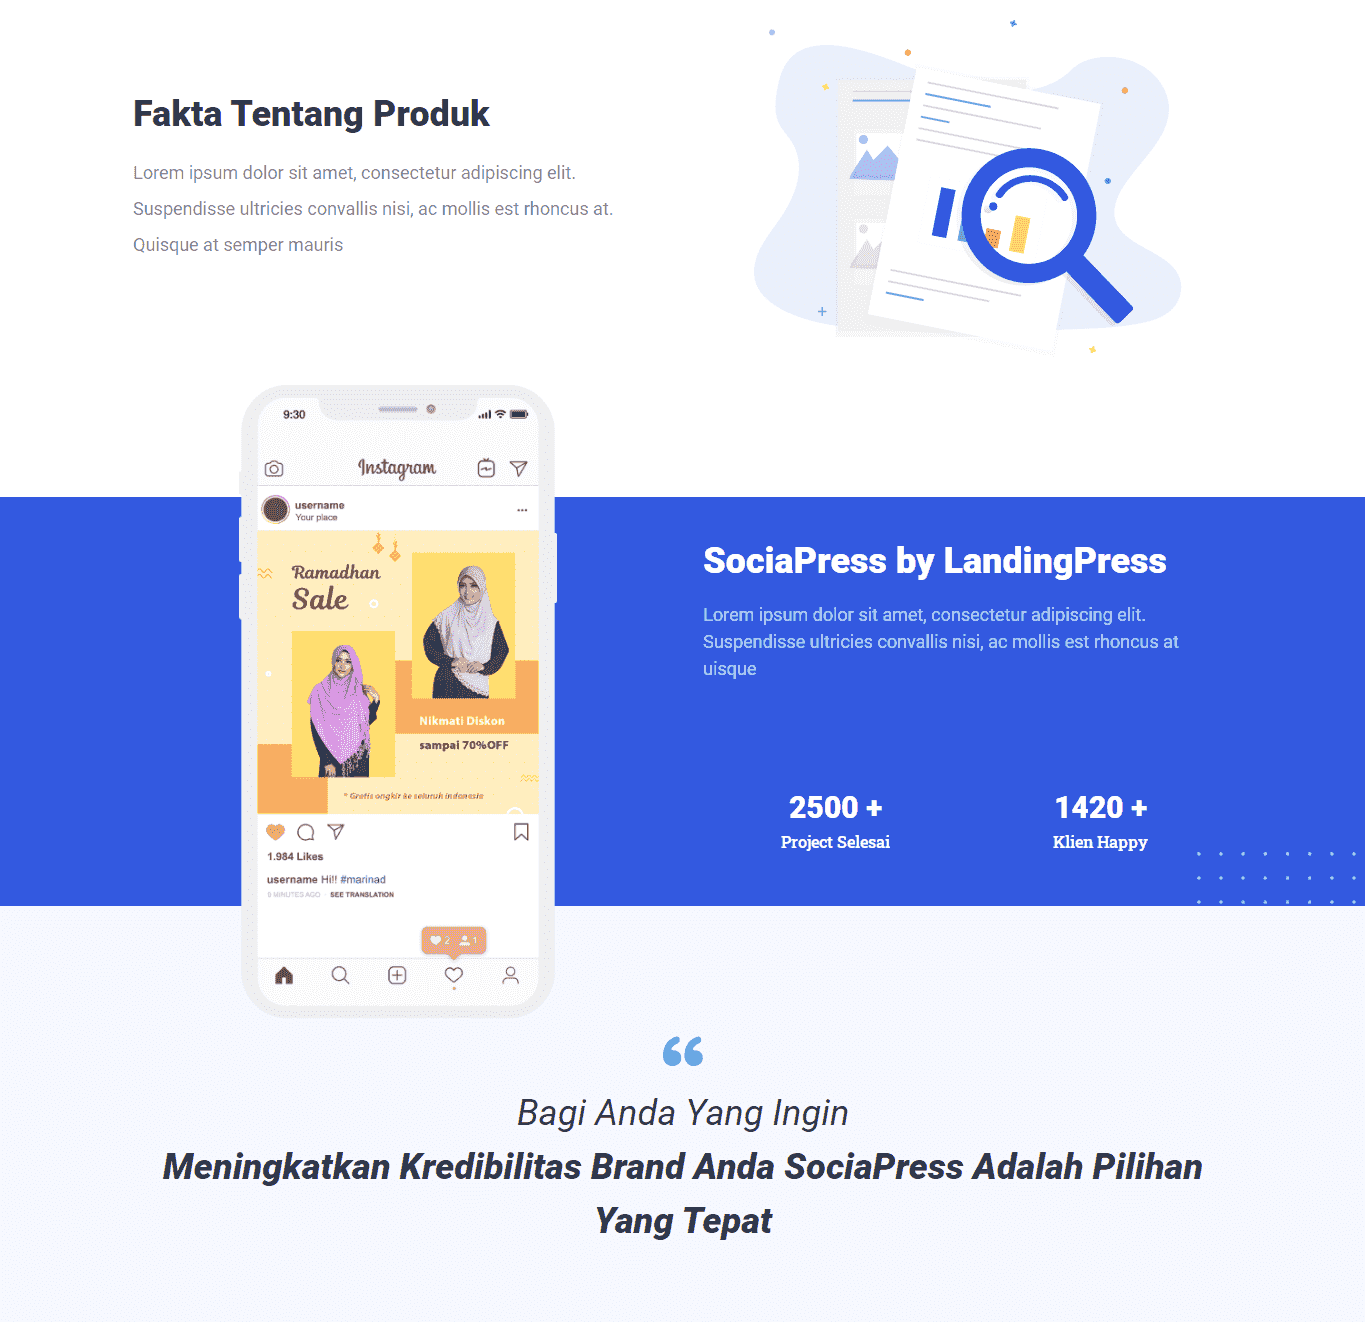 Fakta Tentang Produk
Lorem ipsum dolor sit amet, consectetur adipiscing elit.
Suspendisse ultricies convallis nisi, ac mollis est rhoncus at.
Quisque at semper mauris
9:30
Instagram
username
Your place
Ramadhan
Sale
Nikmati Diskon
sampai 70%OFF
* Gratis ongkir ke seluruh indonesia
1.984 Likes
username Hi!! #marinad
5 MINUTES AGO SEE TRANSLATION
2 1
SociaPress by LandingPress
Lorem ipsum dolor sit amet, consectetur adipiscing elit.
Suspendisse ultricies convallis nisi, ac mollis est rhoncus at
uisque
2500 +
Project Selesai
1420 +
Klien Happy
“
Bagi Anda Yang Ingin
Meningkatkan Kredibilitas Brand Anda SociaPress Adalah Pilihan
Yang Tepat